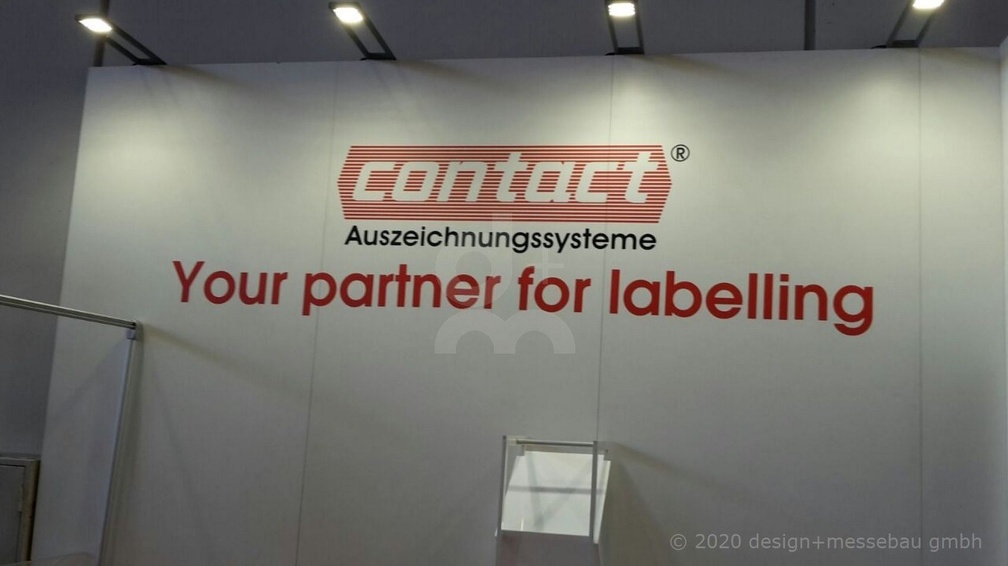 contact®
Auszeichnungssysteme
Your partner for labelling
© 2020 design+messebau gmbh